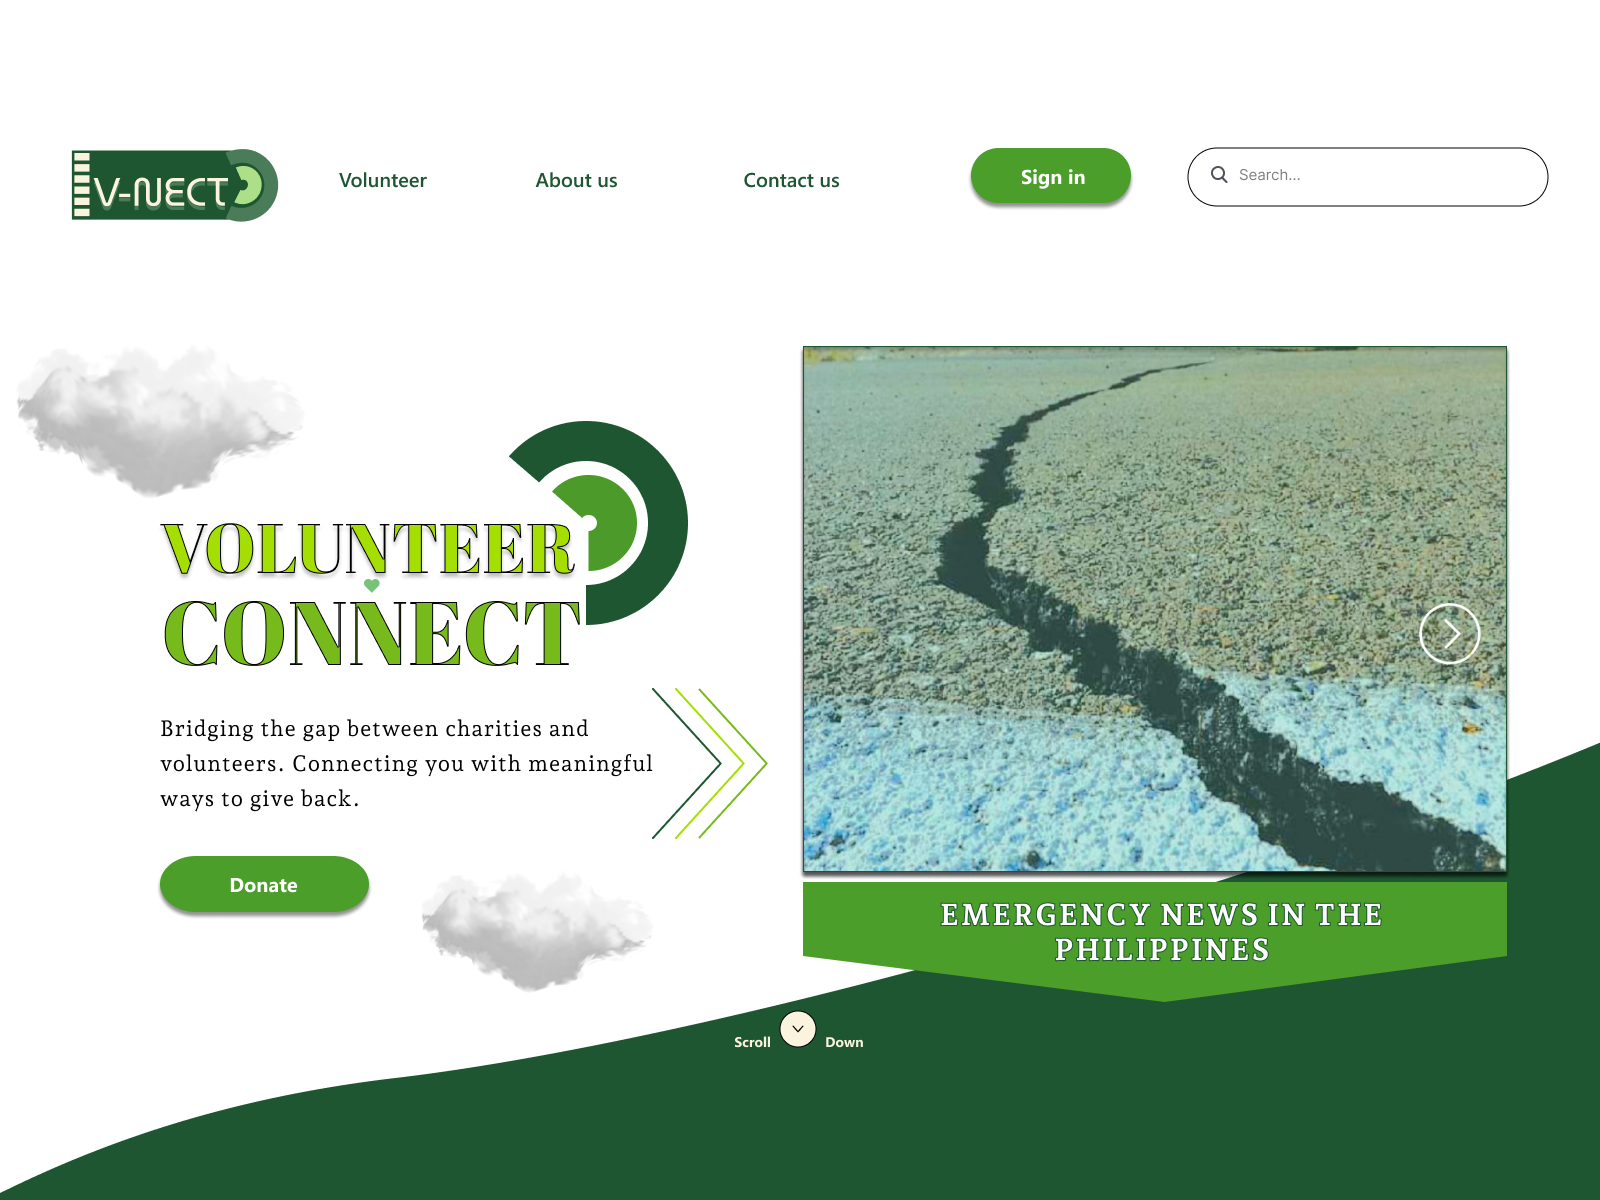 V-NECT
Volunteer
About us
Contact us
Sign in
Search...
VOLUNTEER
CONNECT
Bridging the gap between charities and
volunteers. Connecting you with meaningful
ways to give back.
Donate
EMERGENCY NEWS IN THE
PHILIPPINES
Scroll Down